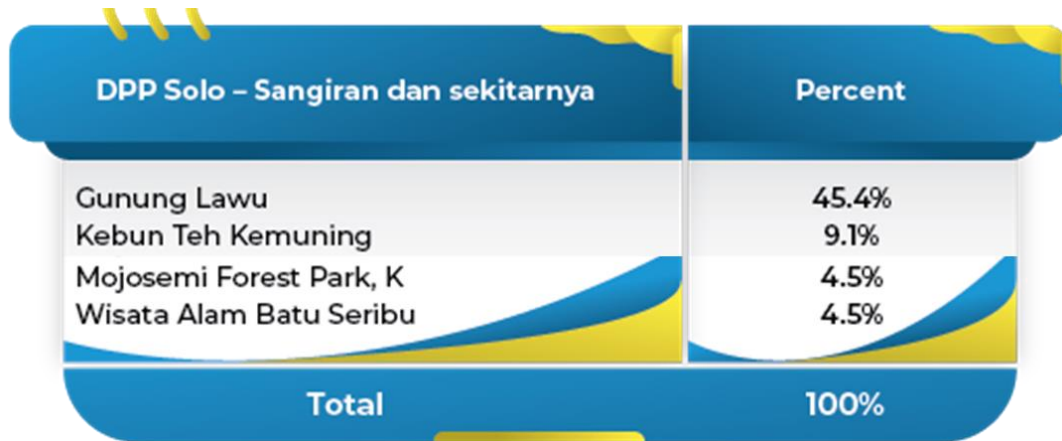 DPP Solo – Sangiran dan sekitarnya Percent
Gunung Lawu 45.4%
Kebun Teh Kemuning 9.1%
Mojosemi Forest Park, K 4.5%
Wisata Alam Batu Seribu 4.5%
Total 100%